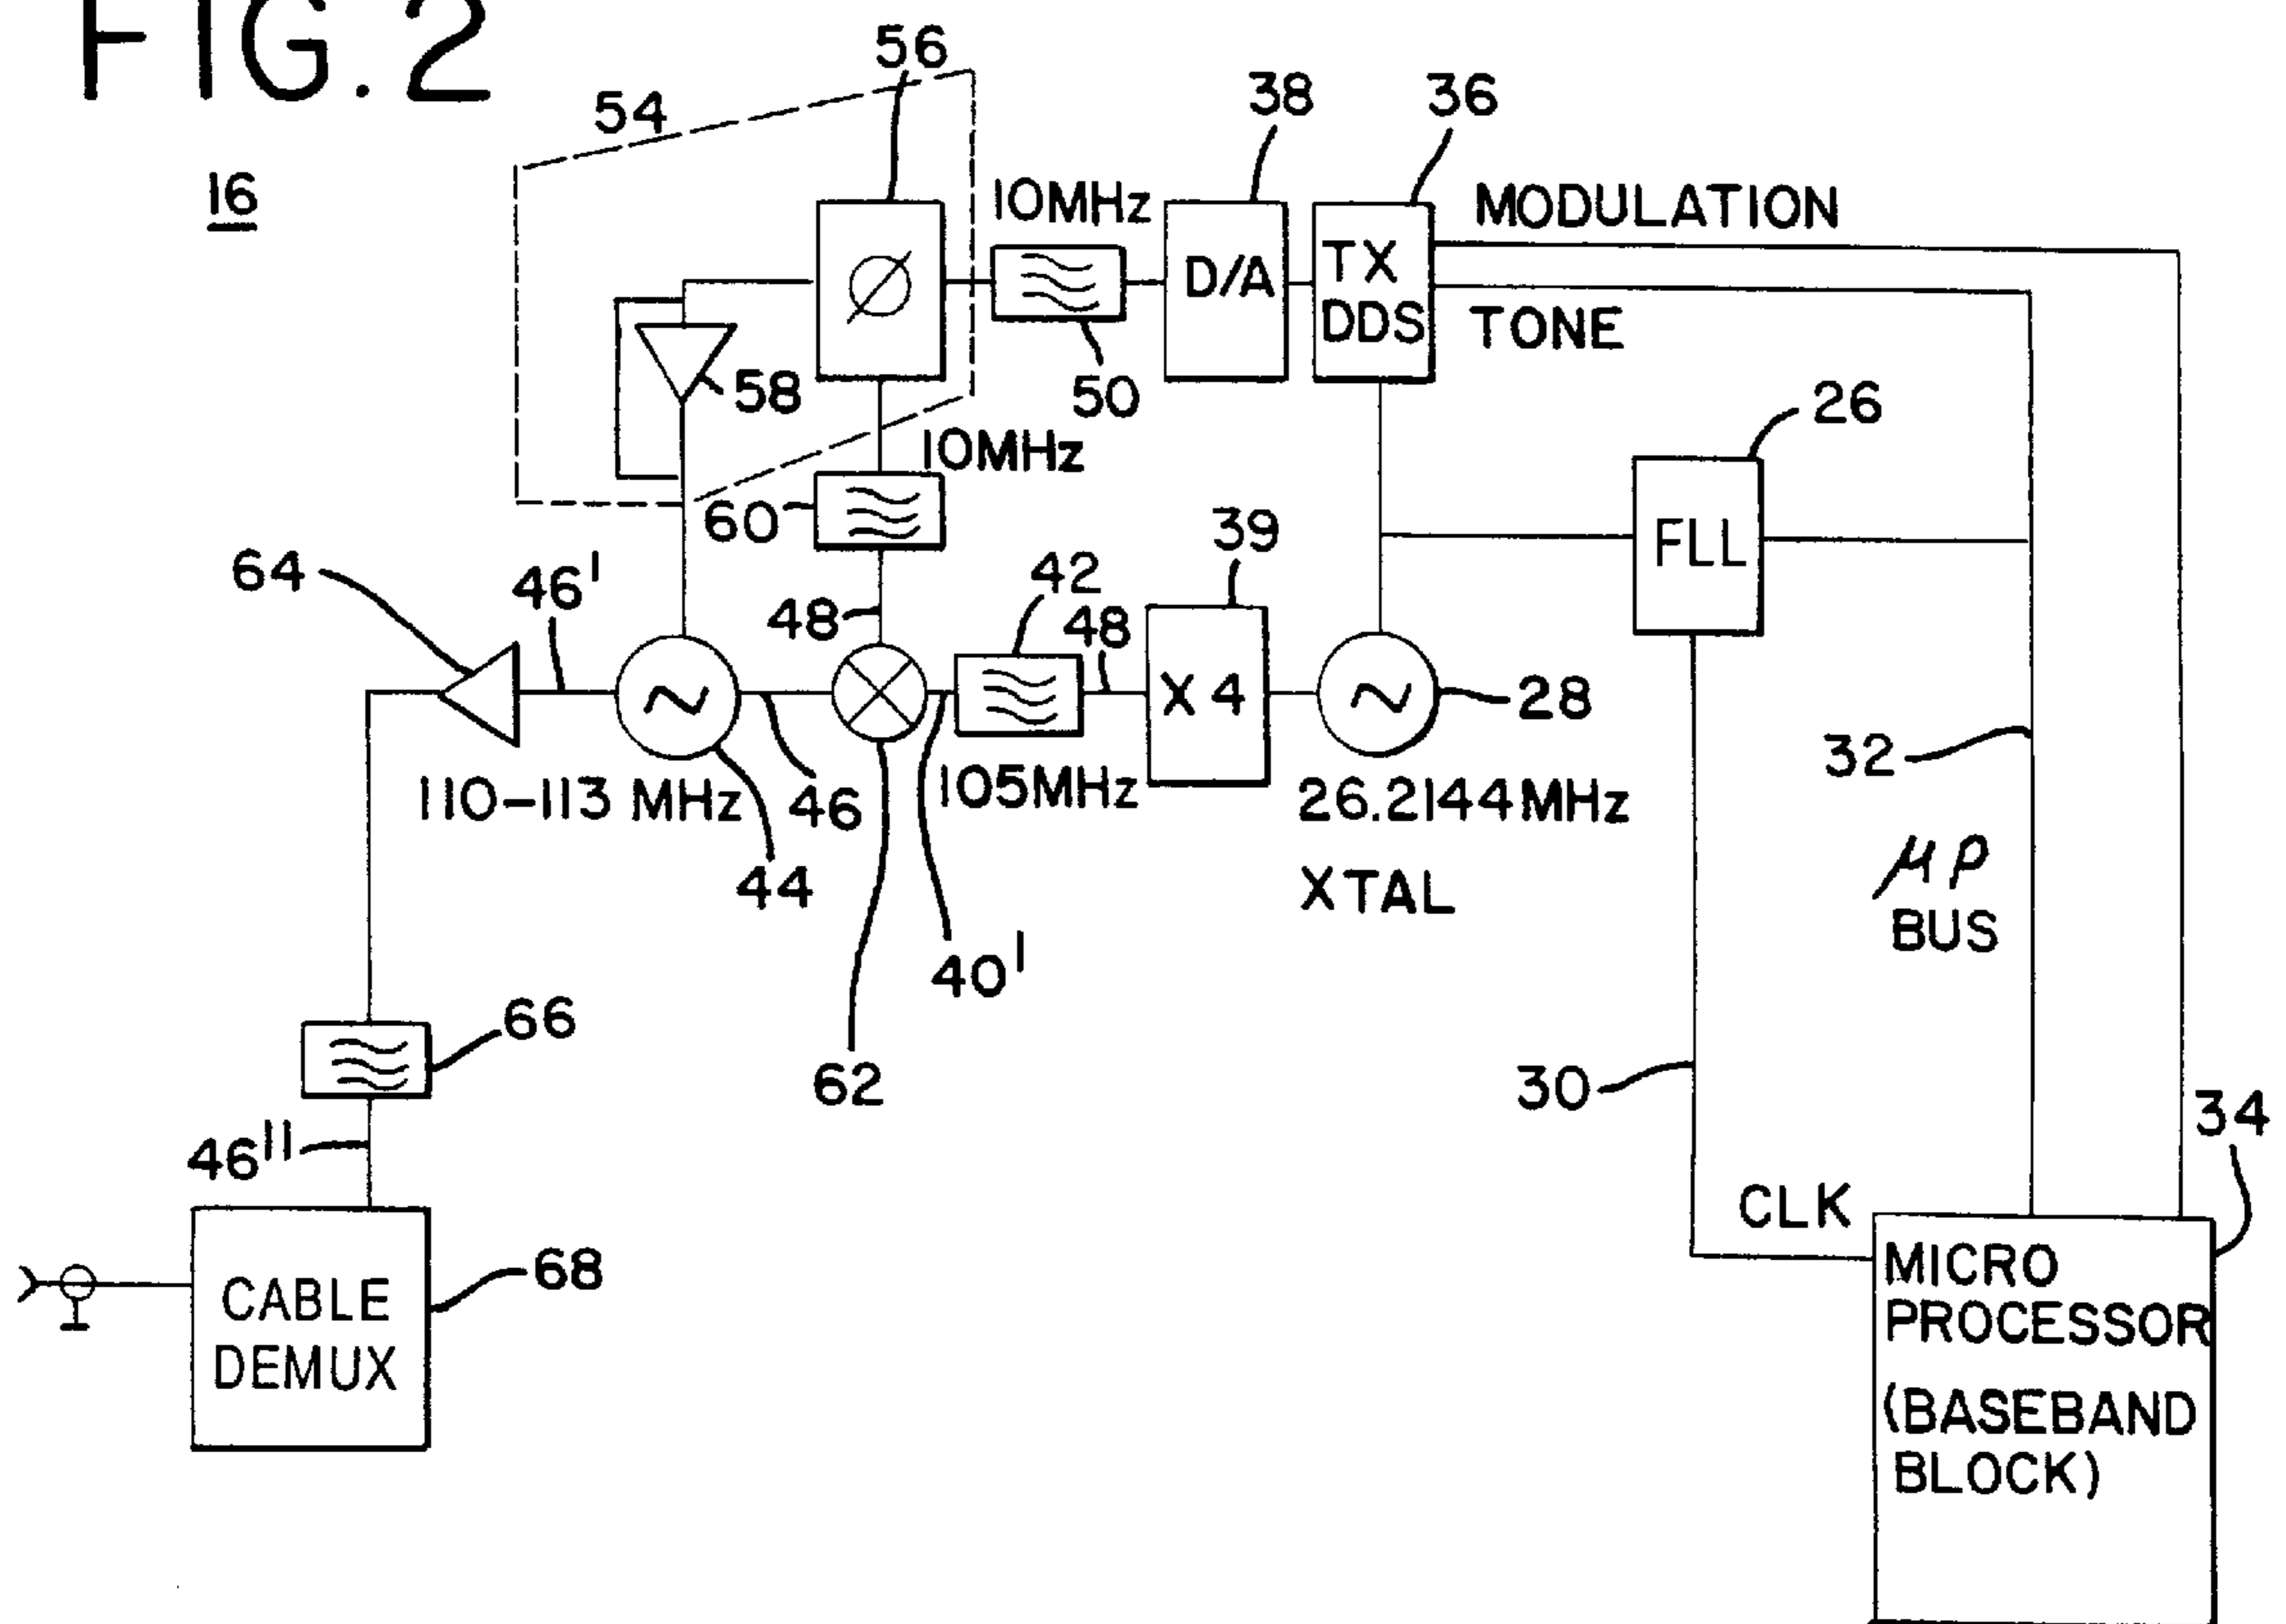 FIG. 2
16
54
56
38
36
10MHz
MODULATION
D/A
TX
DDS
TONE
58
50
10MHz
26
FLL
60
39
64
46'
48
42
48
X 4
28
32
110-113 MHz
46
105MHz
26.2144MHz
XTAL
44
40'
μP
BUS
66
62
30
34
46''
CLK
CABLE
DEMUX
68
MICRO
PROCESSOR
(BASEBAND
BLOCK)